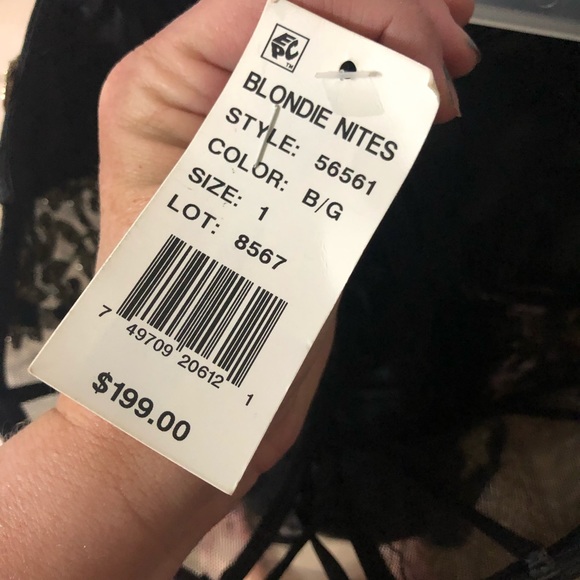 BLONDIE NITES
STYLE: 56561
COLOR: B/G
SIZE: 1
LOT: 8567
7 49709 20612 1
$199.00